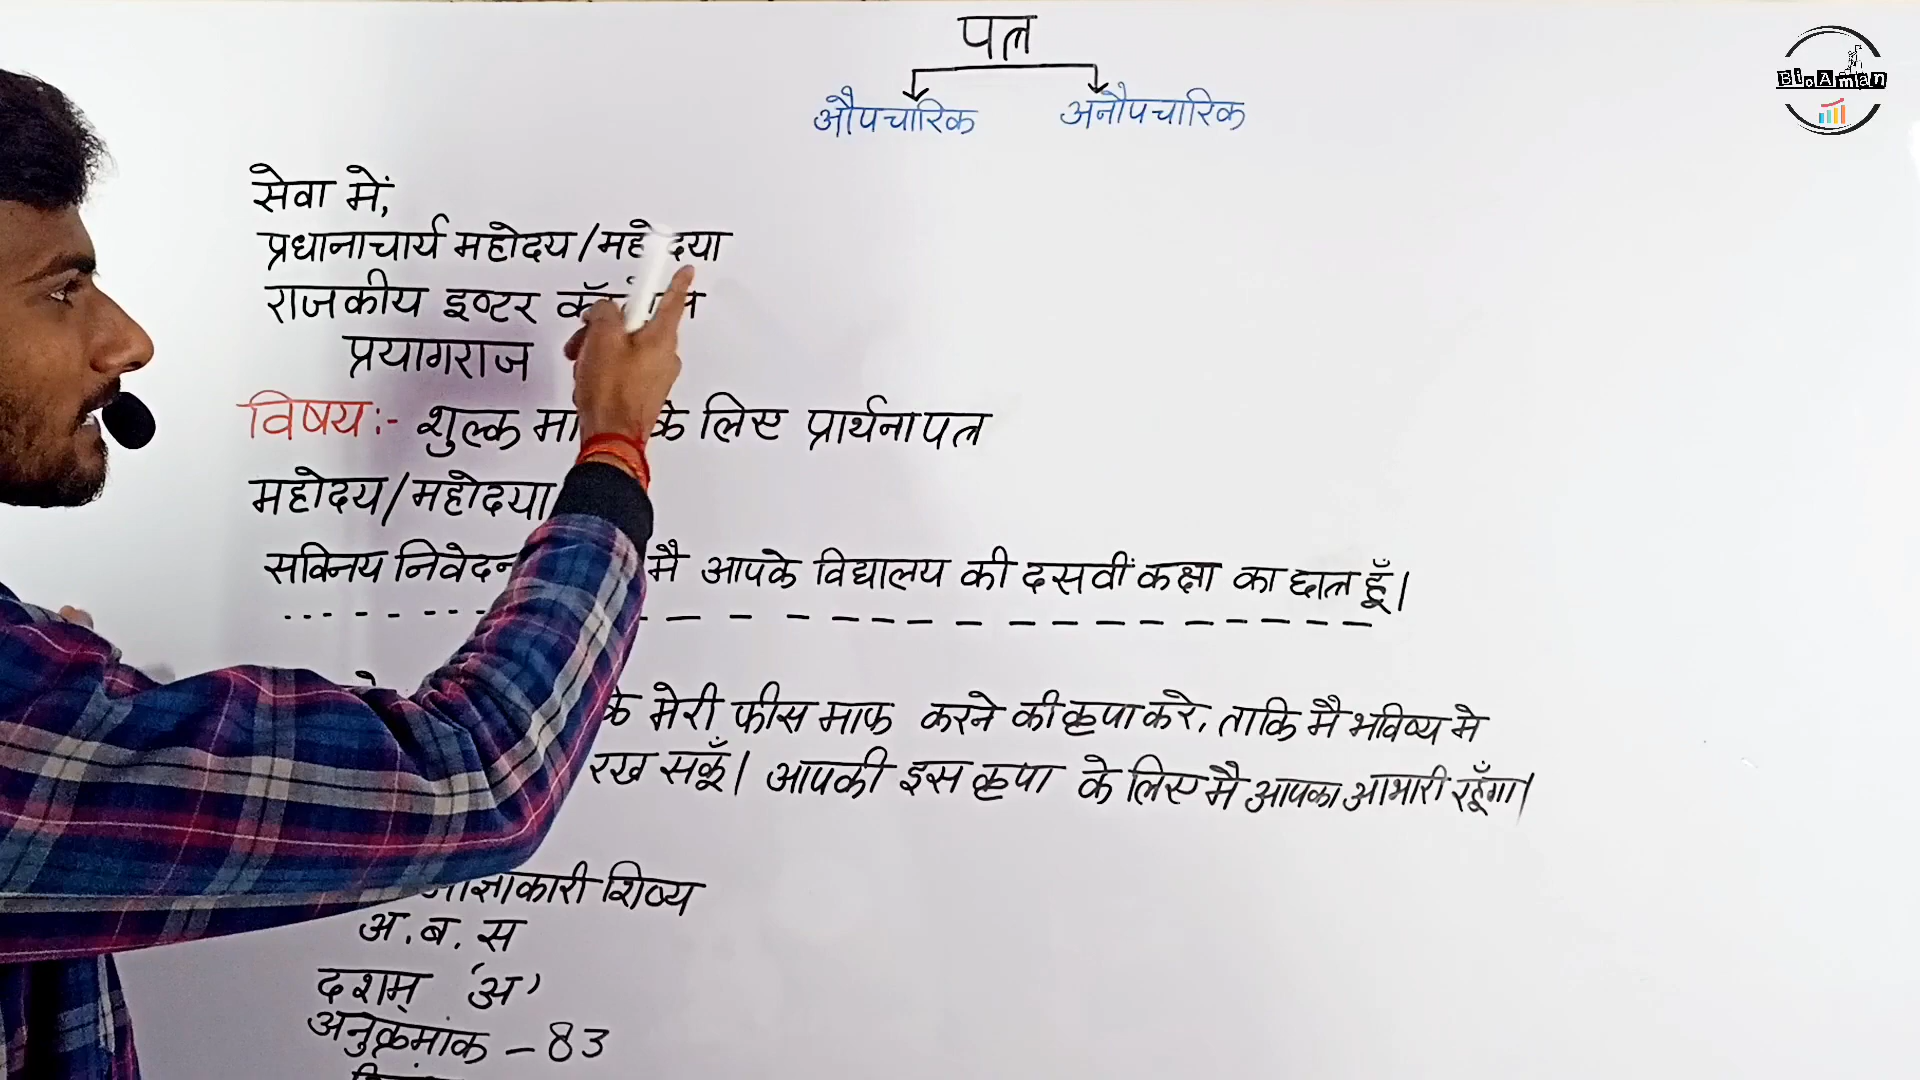 पत्र
औपचारिक अनौपचारिक
BioAman
सेवा में,
प्रधानाचार्य महोदय/महोदया
राजकीय इण्टर
प्रयागराज
विषय:- शुल्क के लिए प्रार्थना पत्र
महोदय/महोदया
सविनय निवेदन मै आपके विद्यालय की दसवीं कक्षा का छात्र हूँ।
मेरी फीस माफ करने की कृपा करे, ताकि मै भविष्य मे
रख सकूँ। आपकी इस कृपा के लिए मै आपका आभारी रहूँगा।
आज्ञाकारी शिष्य
अ. ब. स
दशम् 'अ'
अनुक्रमांक - 83